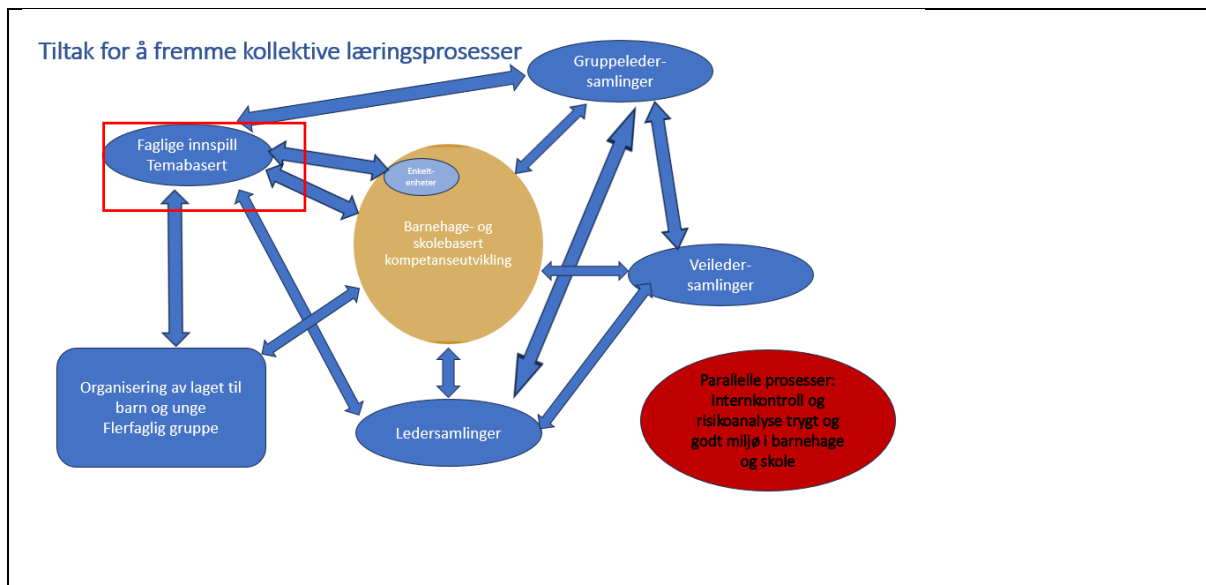 Tiltak for å fremme kollektive læringsprosesser
Gruppeleder-
samlinger
Faglige innspill
Temabasert
Enkelt-
enheter
Barnehage- og
skolebasert
kompetanseutvikling
Veileder-
samlinger
Organisering av laget til
barn og unge
Flerfaglig gruppe
Ledersamlinger
Parallelle prosesser:
Internkontroll og
risikoanalyse trygt og
godt miljø i barnehage
og skole